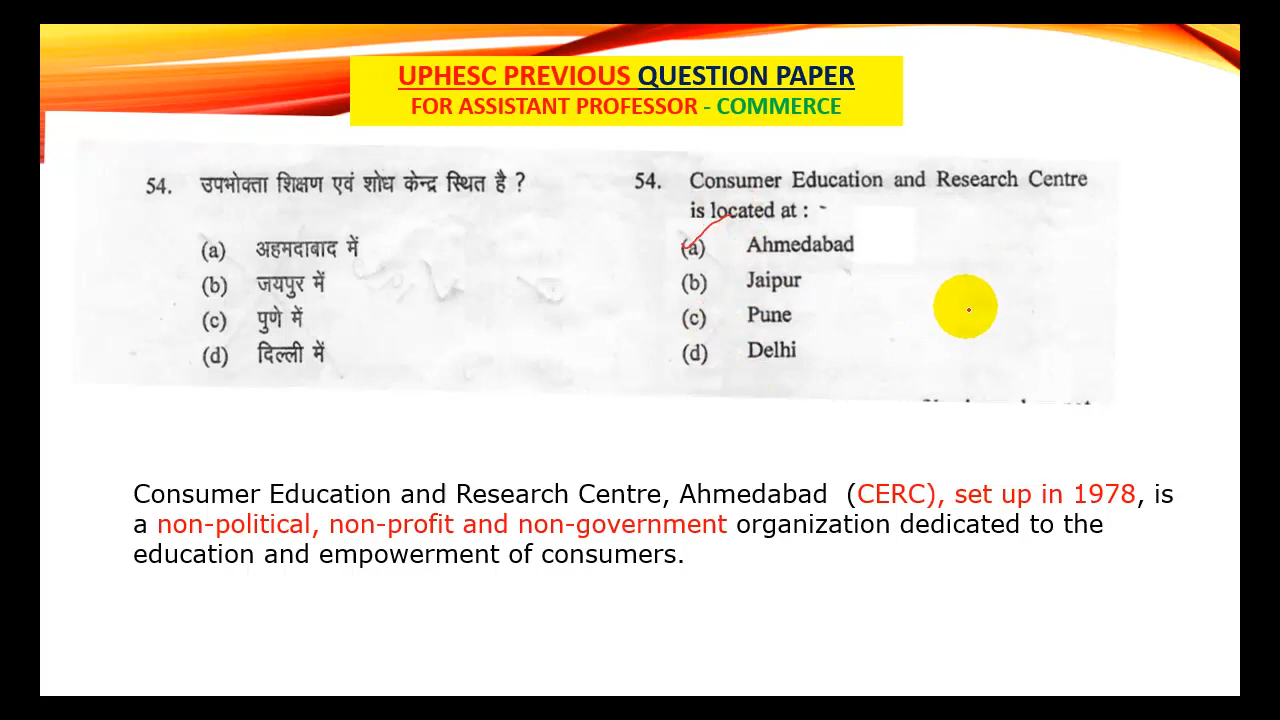 UPHESC PREVIOUS QUESTION PAPER
FOR ASSISTANT PROFESSOR - COMMERCE
54. उपभोक्ता शिक्षण एवं शोध केन्द्र स्थित है ?
(a) अहमदाबाद में
(b) जयपुर में
(c) पुणे में
(d) दिल्ली में
54. Consumer Education and Research Centre
is located at : -
(a) Ahmedabad
(b) Jaipur
(c) Pune
(d) Delhi
Consumer Education and Research Centre, Ahmedabad (CERC), set up in 1978, is
a non-political, non-profit and non-government organization dedicated to the
education and empowerment of consumers.